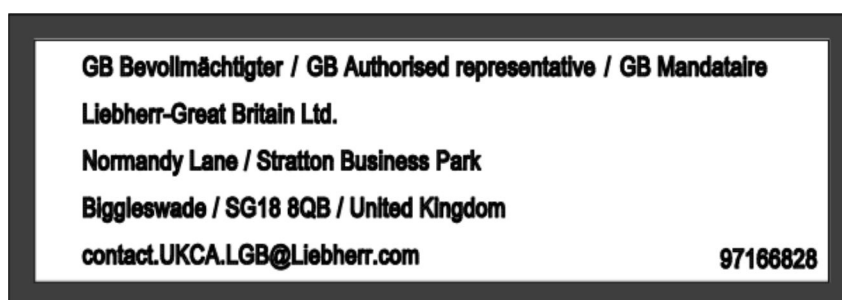 GB Bevollmächtigter / GB Authorised representative / GB Mandataire
Liebherr-Great Britain Ltd.
Normandy Lane / Stratton Business Park
Biggleswade / SG18 8QB / United Kingdom
contact.UKCA.LGB@Liebherr.com 97166828